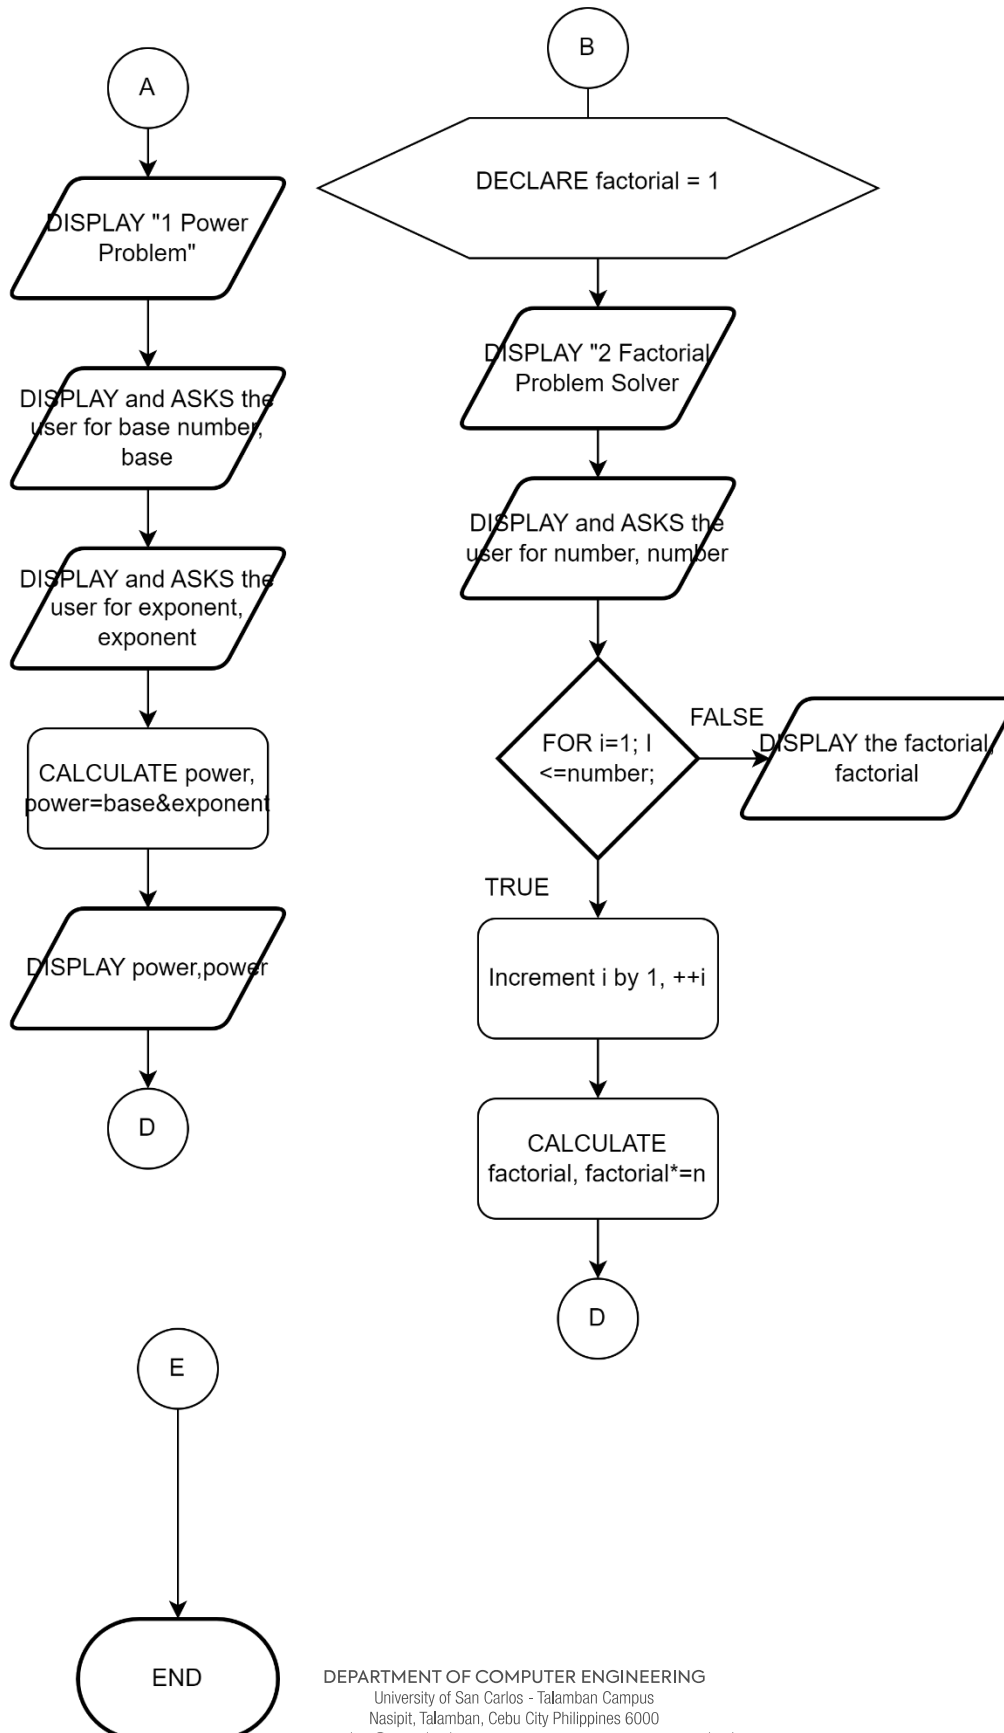 A
DISPLAY "1 Power
Problem"
DISPLAY and ASKS the
user for base number,
base
DISPLAY and ASKS the
user for exponent,
exponent
CALCULATE power,
power=base&exponent
DISPLAY power,power
D
B
DECLARE factorial = 1
DISPLAY "2 Factorial
Problem Solver
DISPLAY and ASKS the
user for number, number
FOR i=1; I
<=number;
FALSE
DISPLAY the factorial,
factorial
TRUE
Increment i by 1, ++i
CALCULATE
factorial, factorial*=n
D
E
END
DEPARTMENT OF COMPUTER ENGINEERING
University of San Carlos - Talamban Campus
Nasipit, Talamban, Cebu City Philippines 6000